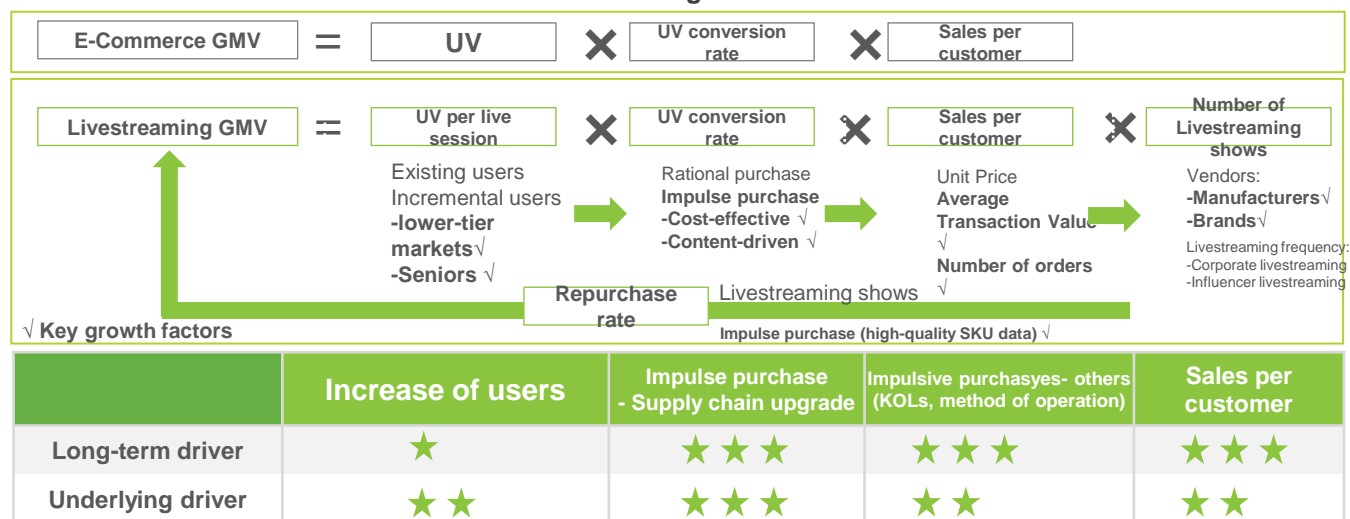 E-Commerce GMV = UV × UV conversion rate × Sales per customer
Livestreaming GMV = UV per live session × UV conversion rate × Sales per customer × Number of Livestreaming shows
Existing users
Incremental users
-lower-tier
markets√
-Seniors √
Rational purchase
Impulse purchase
-Cost-effective √
-Content-driven √
Unit Price
Average
Transaction Value
√
Number of orders
√
Vendors:
-Manufacturers√
-Brands√
Livestreaming frequency:
-Corporate livestreaming
-Influencer livestreaming
Repurchase
rate
Livestreaming shows
Impulse purchase (high-quality SKU data) √
√ Key growth factors
Increase of users
Impulse purchase
- Supply chain upgrade
Impulsive purchasyes- others
(KOLs, method of operation)
Sales per
customer
Long-term driver
Underlying driver